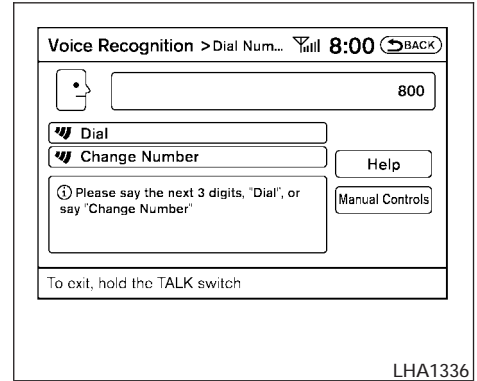 Voice Recognition >Dial Num... 8:00 BACK
800
Dial
Change Number
Help
Please say the next 3 digits, "Dial", or
say "Change Number"
Manual Controls
To exit, hold the TALK switch
LHA1336